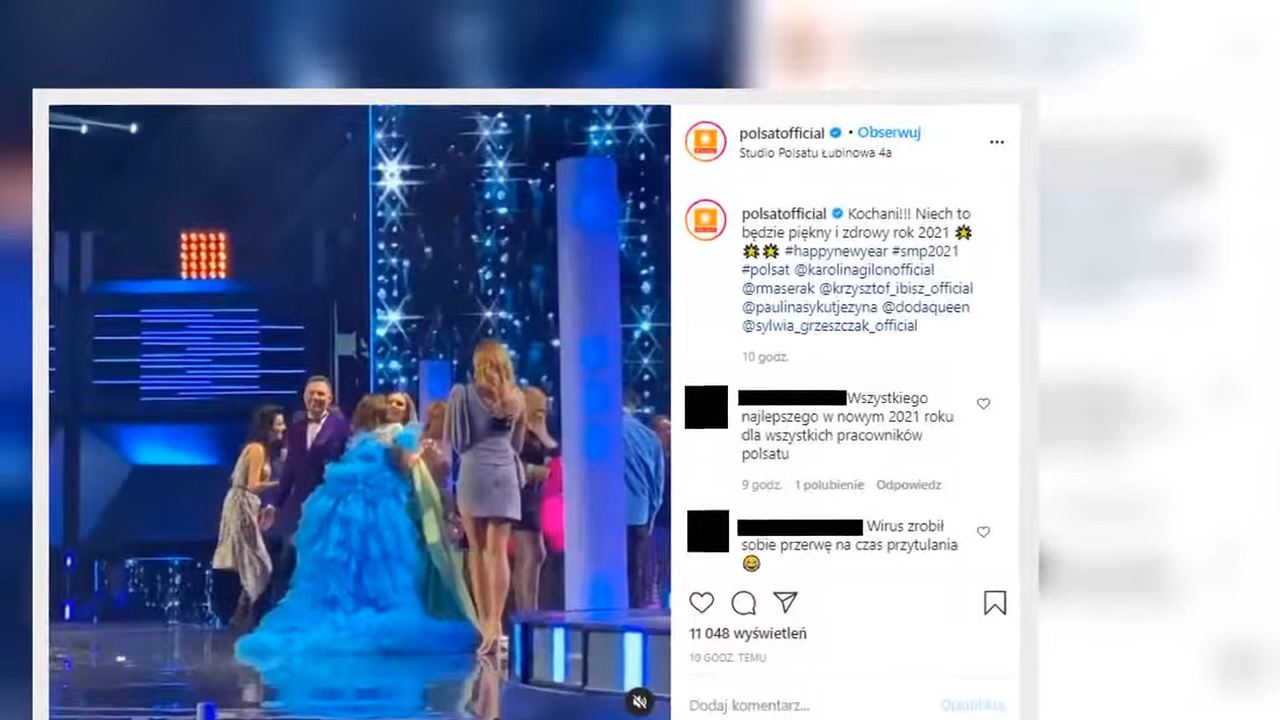 polsatofficial • Obserwuj
Studio Polsatu Łubinowa 4a
polsatofficial Kochani!!! Niech to
będzie piękny i zdrowy rok 2021
#happynewyear #smp2021
#polsat @karolinagilonofficial
@rmaserak @krzysztof_ibisz_official
@paulinasykutjezyna @dodaqueen
@sylwia_grzeszczak_official
10 godz.
Wszystkiego
najlepszego w nowym 2021 roku
dla wszystkich pracowników
polsatu
9 godz. 1 polubienie Odpowiedz
Wirus zrobił
sobie przerwę na czas przytulania
11 048 wyświetleń
10 GODZ. TEMU
Dodaj komentarz... Opublikuj